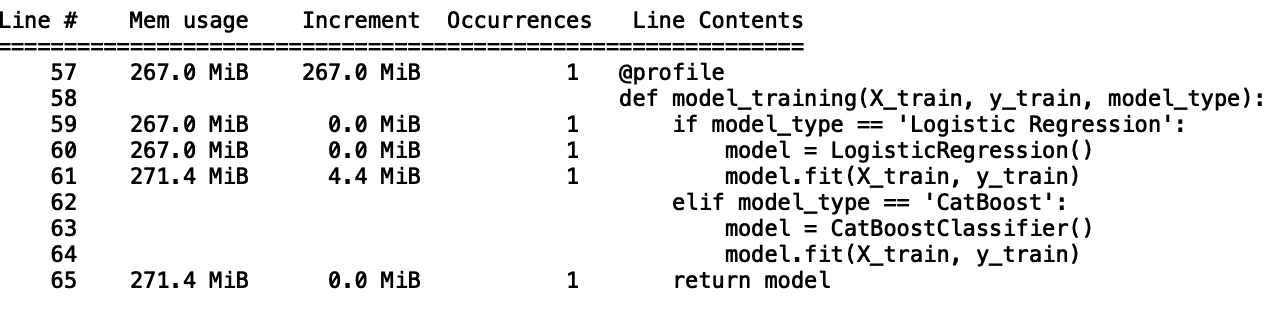 Line #    Mem usage    Increment  Occurrences   Line Contents
=============================================================
    57    267.0 MiB    267.0 MiB           1   @profile
    58                                         def model_training(X_train, y_train, model_type):
    59    267.0 MiB      0.0 MiB           1       if model_type == 'Logistic Regression':
    60    267.0 MiB      0.0 MiB           1           model = LogisticRegression()
    61    271.4 MiB      4.4 MiB           1           model.fit(X_train, y_train)
    62                                             elif model_type == 'CatBoost':
    63                                                 model = CatBoostClassifier()
    64                                                 model.fit(X_train, y_train)
    65    271.4 MiB      0.0 MiB           1       return model